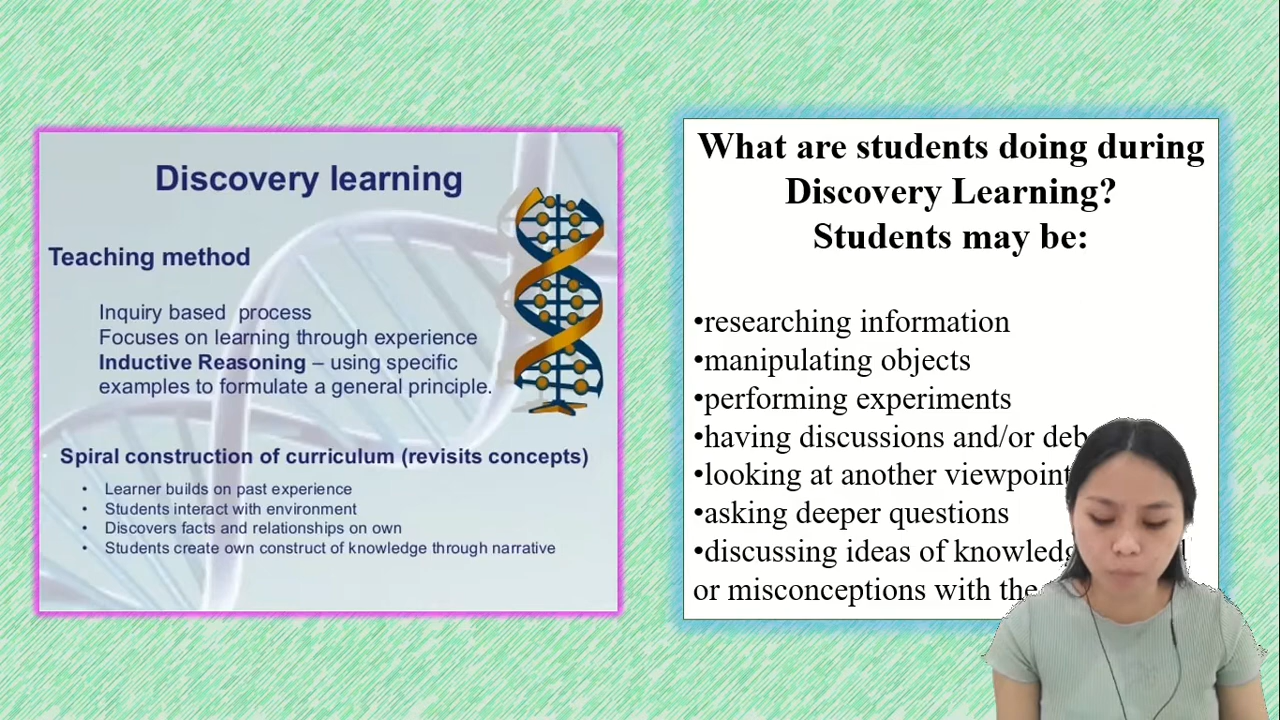 Discovery learning
Teaching method
Inquiry based process
Focuses on learning through experience
Inductive Reasoning – using specific
examples to formulate a general principle.
Spiral construction of curriculum (revisits concepts)
• Learner builds on past experience
• Students interact with environment
• Discovers facts and relationships on own
• Students create own construct of knowledge through narrative
What are students doing during
Discovery Learning?
Students may be:
•researching information
•manipulating objects
•performing experiments
•having discussions and/or
•looking at another
•asking deeper questions
•discussing ideas of
or misconceptions with the